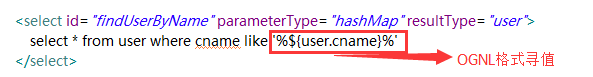 <select id="findUserByName" parameterType="hashMap" resultType="user">
select * from user where cname like '%${user.cname}%'
OGNL格式寻值
</select>